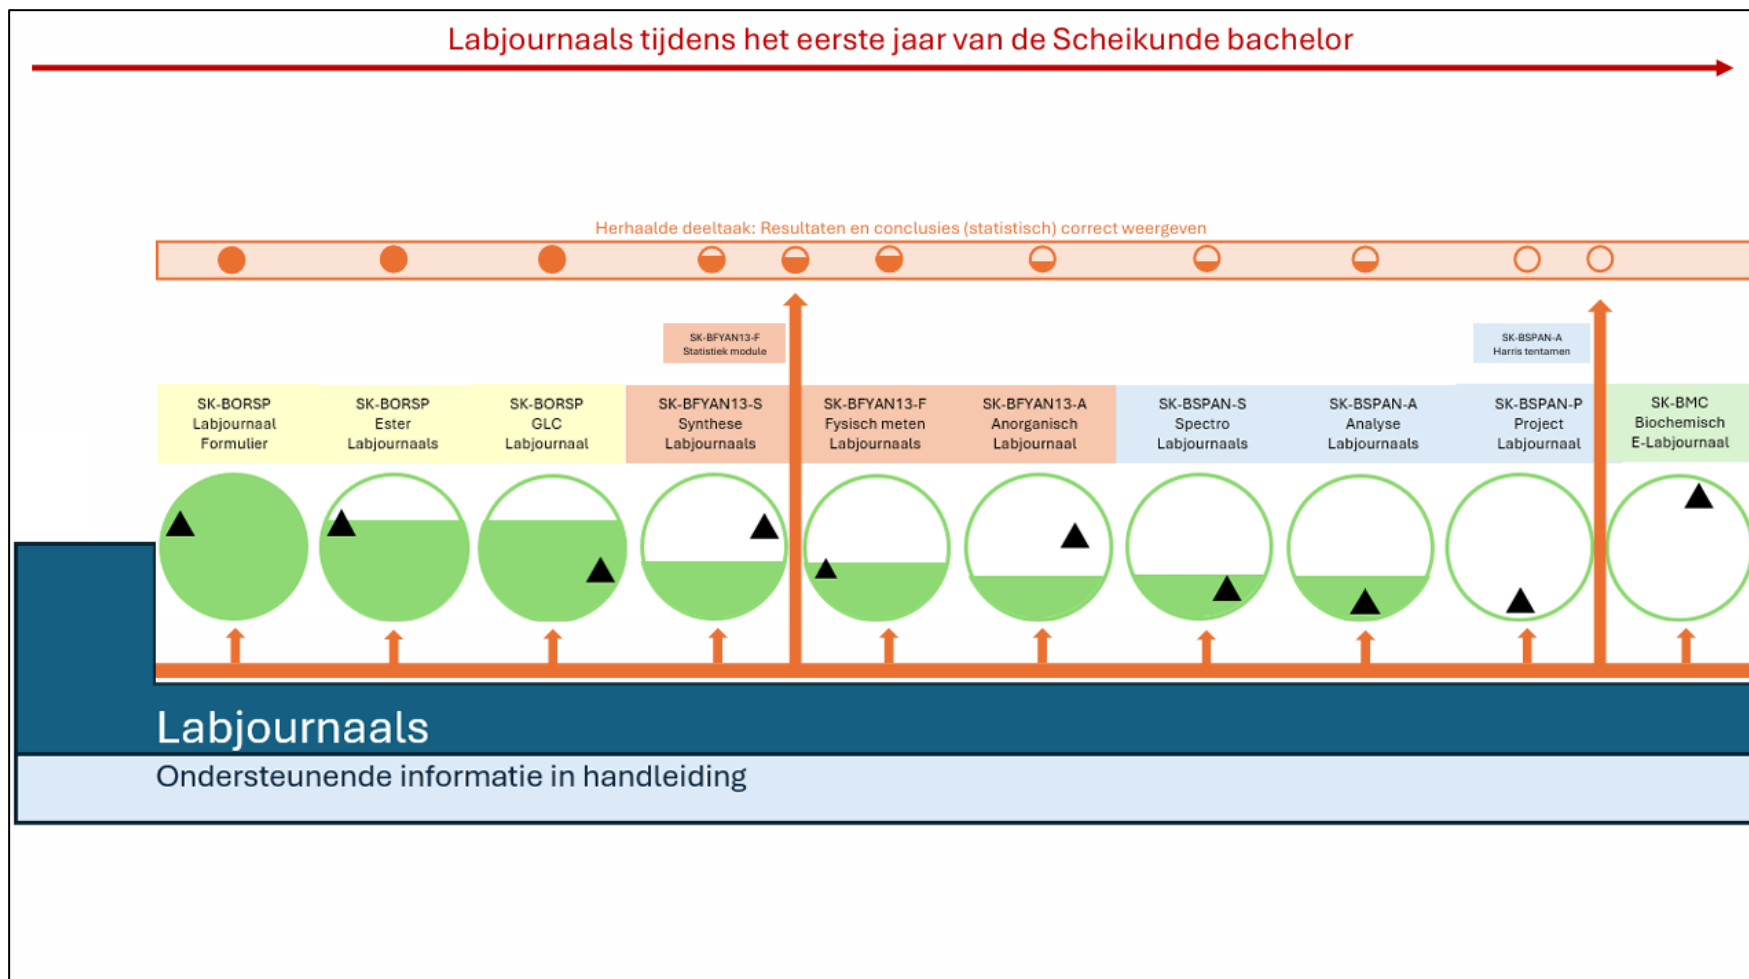 Labjournaals tijdens het eerste jaar van de Scheikunde bachelor
Herhaalde deeltaak: Resultaten en conclusies (statistisch) correct weergeven
SK-BFYAN13-F
Statistiek module
SK-BSPAN-A
Harris tentamen
SK-BORSP
Labjournaal
Formulier
SK-BORSP
Ester
Labjournaals
SK-BORSP
GLC
Labjournaal
SK-BFYAN13-S
Synthese
Labjournaals
SK-BFYAN13-F
Fysisch meten
Labjournaals
SK-BFYAN13-A
Anorganisch
Labjournaal
SK-BSPAN-S
Spectro
Labjournaals
SK-BSPAN-A
Analyse
Labjournaals
SK-BSPAN-P
Project
Labjournaal
SK-BMC
Biochemisch
E-Labjournaal
Labjournaals
Ondersteunende informatie in handleiding